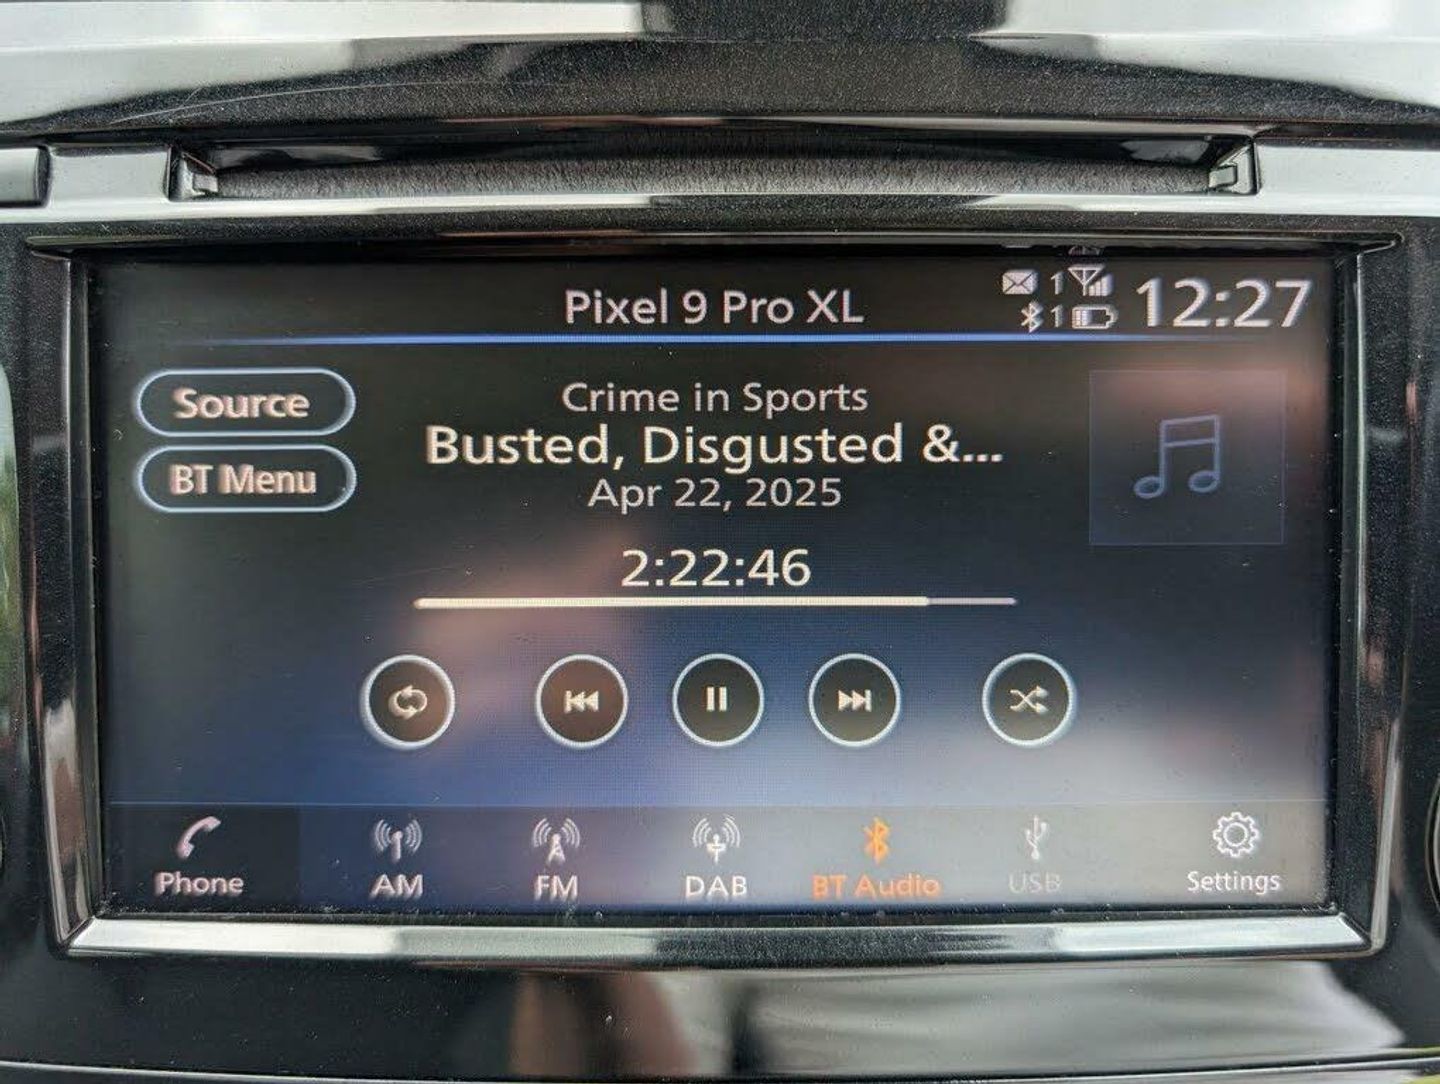 Pixel 9 Pro XL
1
1
12:27
Source
BT Menu
Crime in Sports
Busted, Disgusted &...
Apr 22, 2025
2:22:46
Phone
AM
FM
DAB
BT Audio
USB
Settings